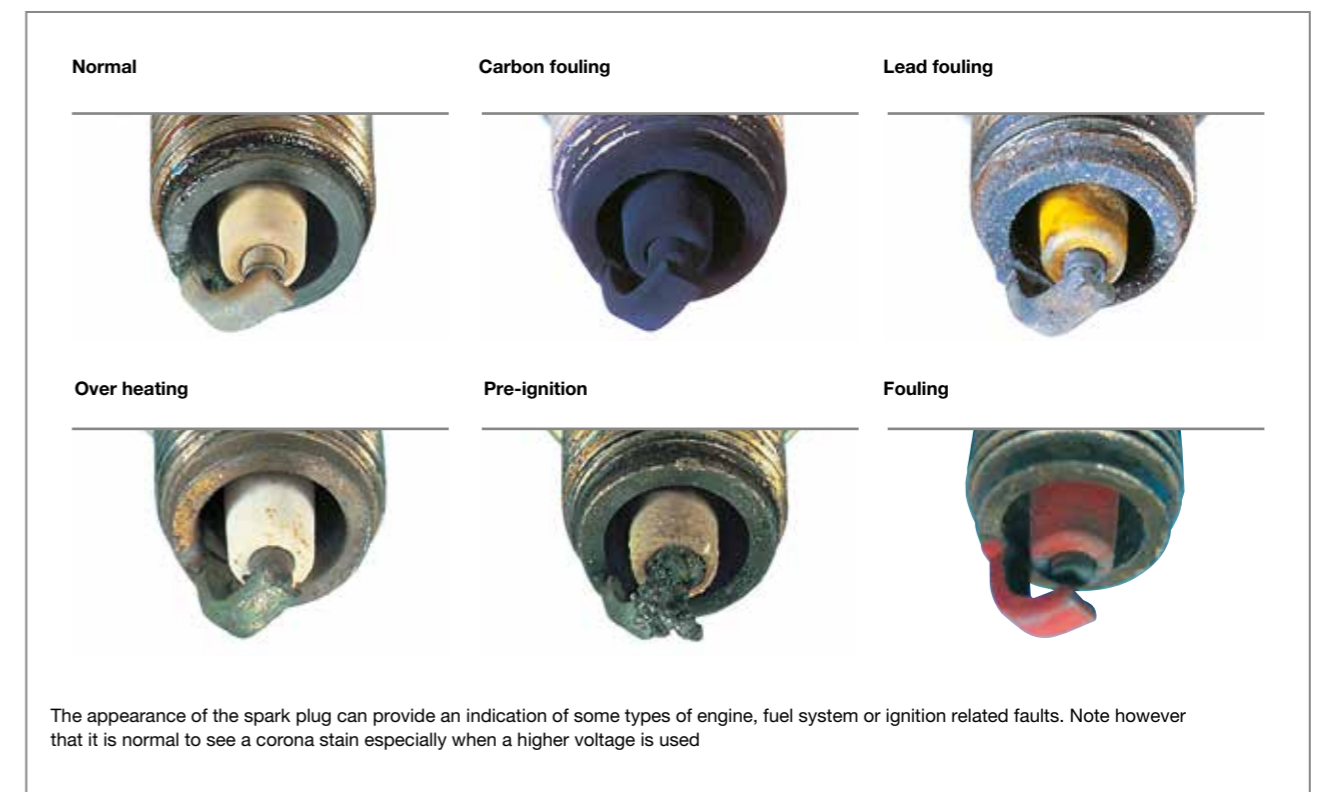 Normal
Carbon fouling
Lead fouling
Over heating
Pre-ignition
Fouling
The appearance of the spark plug can provide an indication of some types of engine, fuel system or ignition related faults. Note however
that it is normal to see a corona stain especially when a higher voltage is used